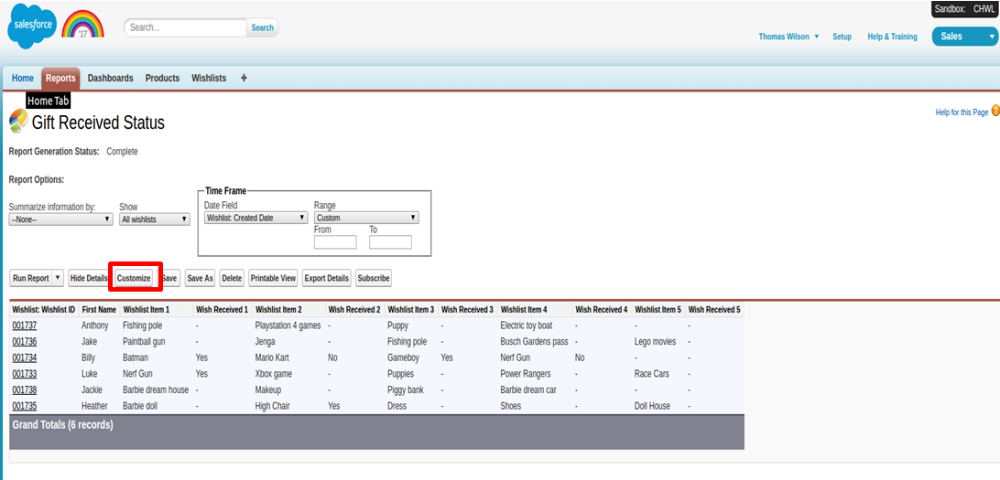 Sandbox: CHWL
salesforce
'17
Search...
Search
Thomas Wilson
Setup
Help & Training
Sales
Home
Reports
Dashboards
Products
Wishlists
+
Home Tab
Gift Received Status
Help for this Page ?
Report Generation Status: Complete
Report Options:
Summarize information by:
--None--
Show
All wishlists
Time Frame
Date Field
Wishlist: Created Date
Range
Custom
From
To
Run Report
Hide Details
Customize
Save
Save As
Delete
Printable View
Export Details
Subscribe
Wishlist: Wishlist ID First Name Wishlist Item 1 Wish Received 1 Wishlist Item 2 Wish Received 2 Wishlist Item 3 Wish Received 3 Wishlist Item 4 Wish Received 4 Wishlist Item 5 Wish Received 5
001737 Anthony Fishing pole - Playstation 4 games - Puppy - Electric toy boat - - -
001736 Jake Paintball gun - Jenga - Fishing pole - Busch Gardens pass - Lego movies -
001734 Billy Batman Yes Mario Kart No Gameboy Yes Nerf Gun No - -
001733 Luke Nerf Gun Yes Xbox game - Puppies - Power Rangers - Race Cars -
001738 Jackie Barbie dream house - Makeup - Piggy bank - Barbie dream car - - -
001735 Heather Barbie doll - High Chair Yes Dress - Shoes - Doll House -
Grand Totals (6 records)